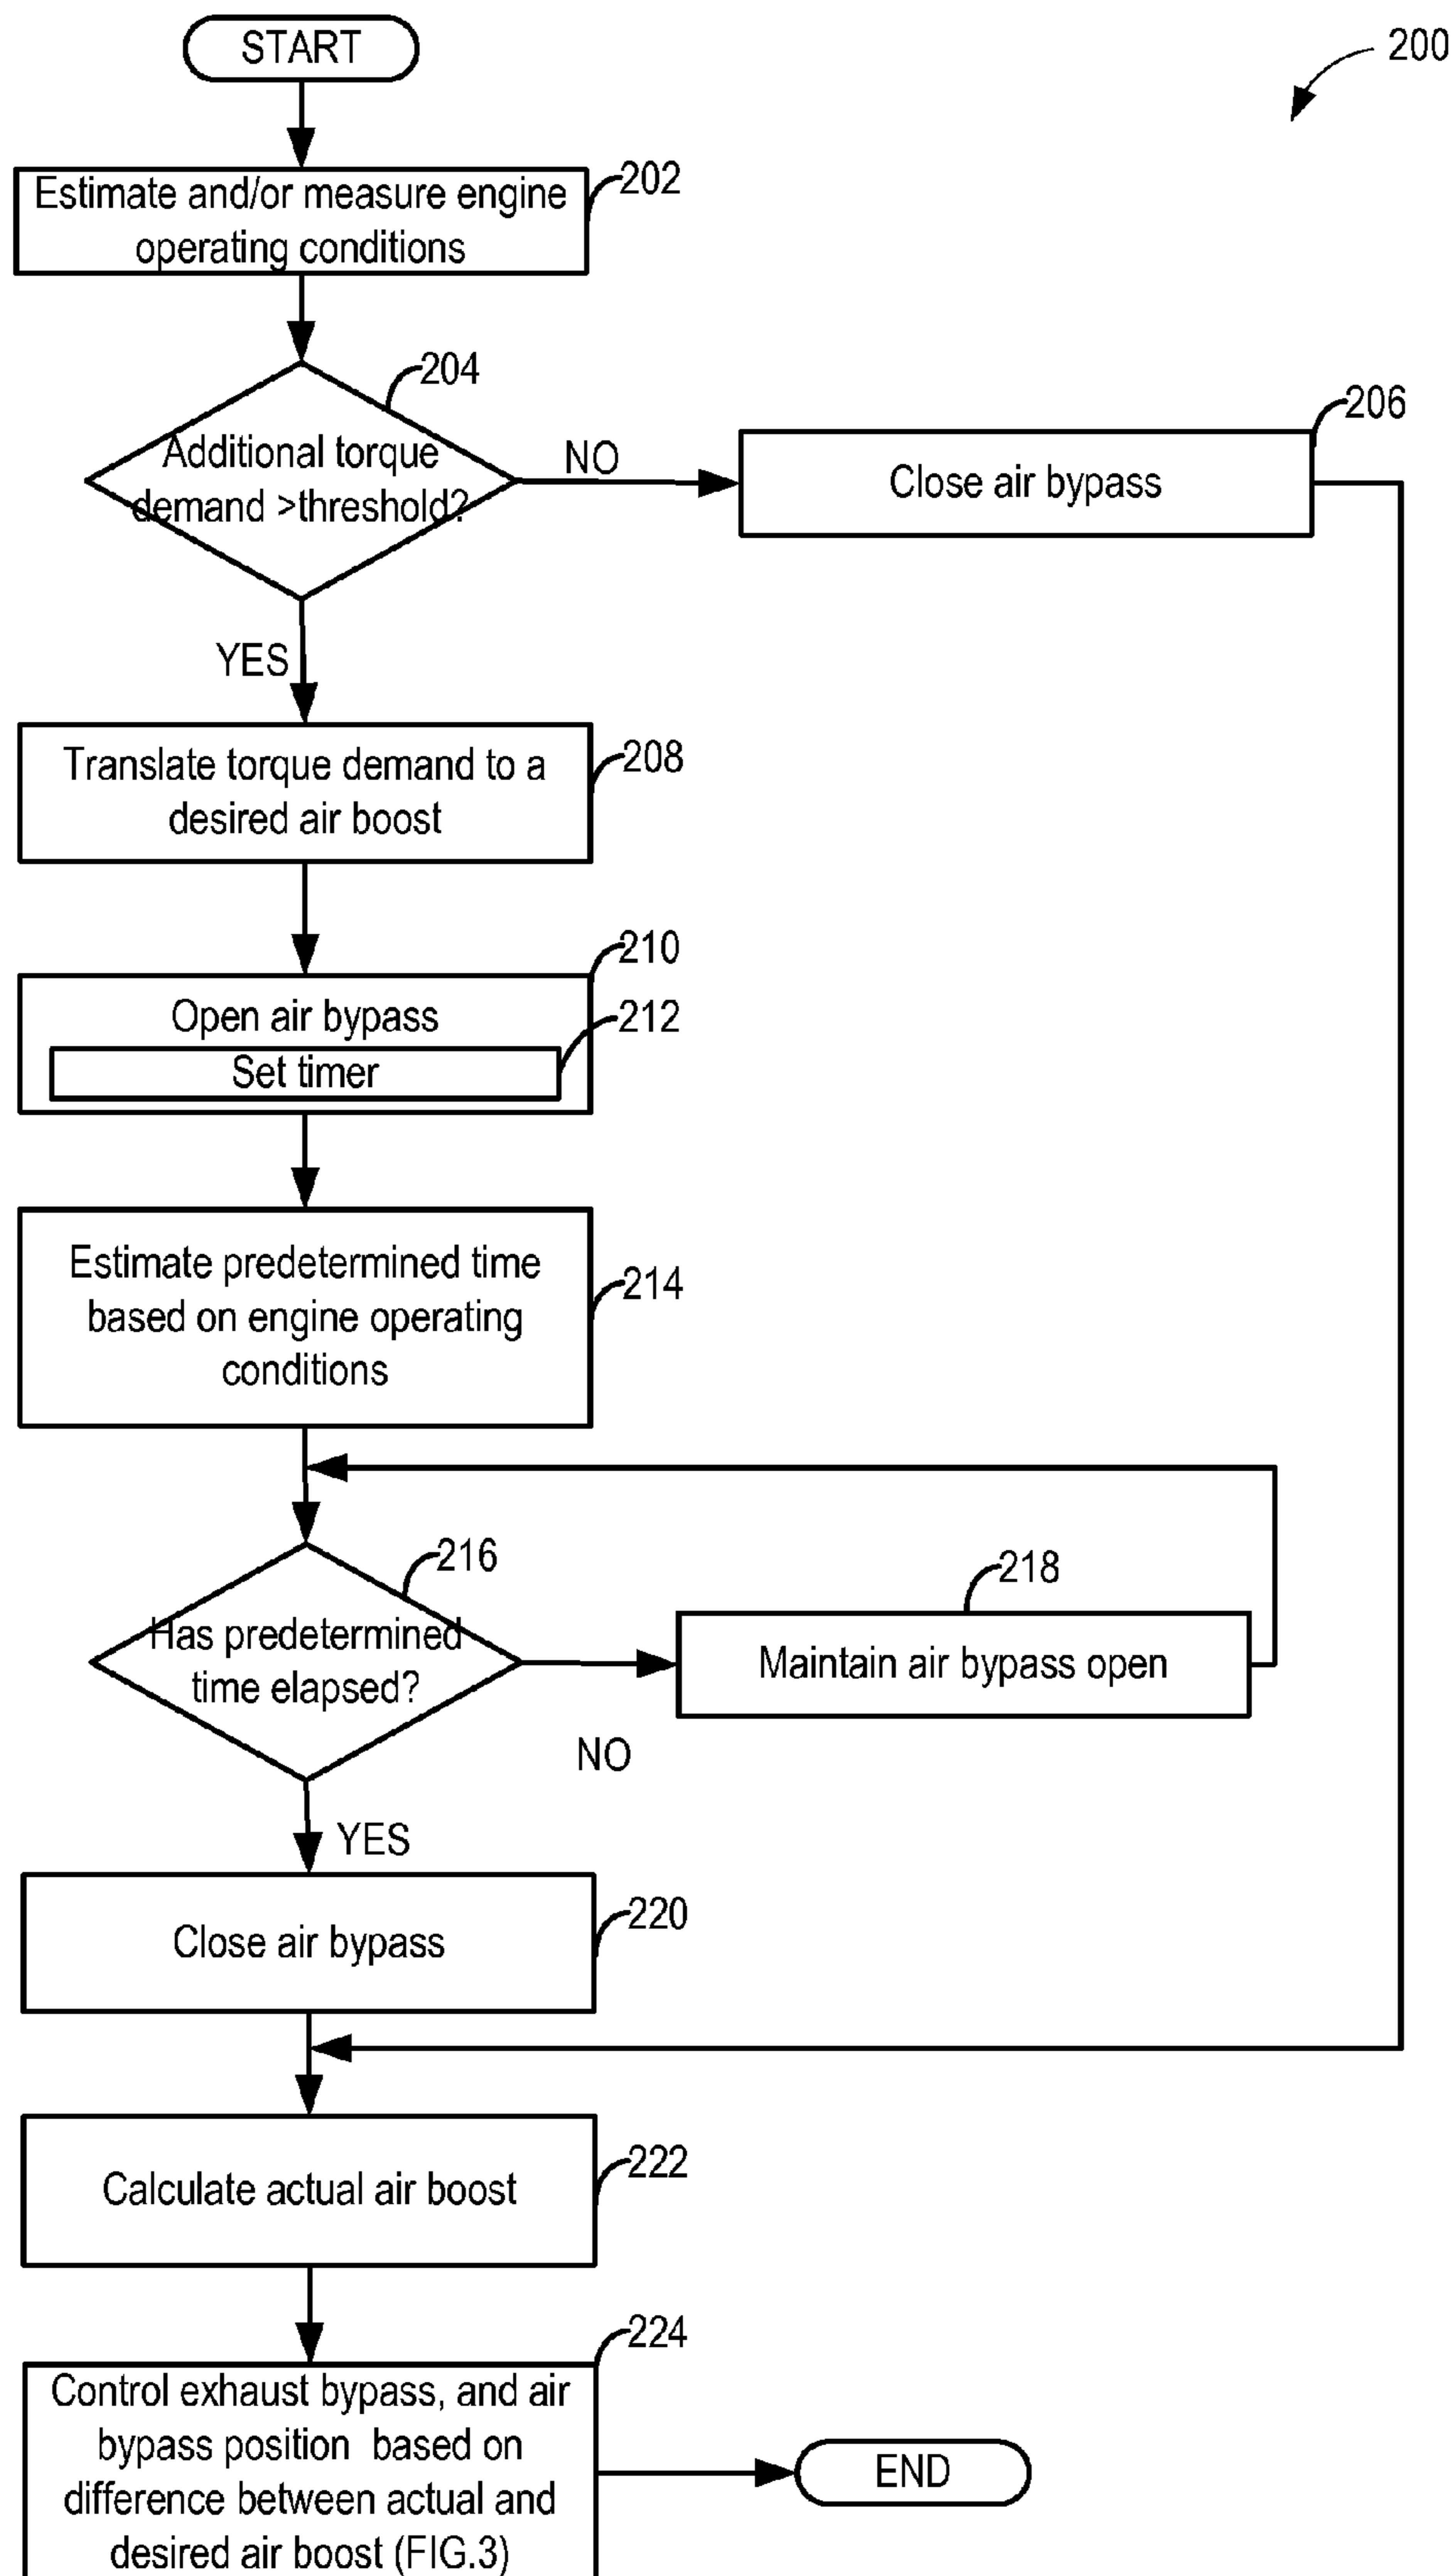 START
200
Estimate and/or measure engine
operating conditions
202
204
Additional torque
demand >threshold?
NO
206
Close air bypass
YES
Translate torque demand to a
desired air boost
208
210
Open air bypass
212
Set timer
Estimate predetermined time
based on engine operating
conditions
214
216
Has predetermined
time elapsed?
218
Maintain air bypass open
NO
YES
220
Close air bypass
222
Calculate actual air boost
224
Control exhaust bypass, and air
bypass position based on
difference between actual and
desired air boost (FIG.3)
END